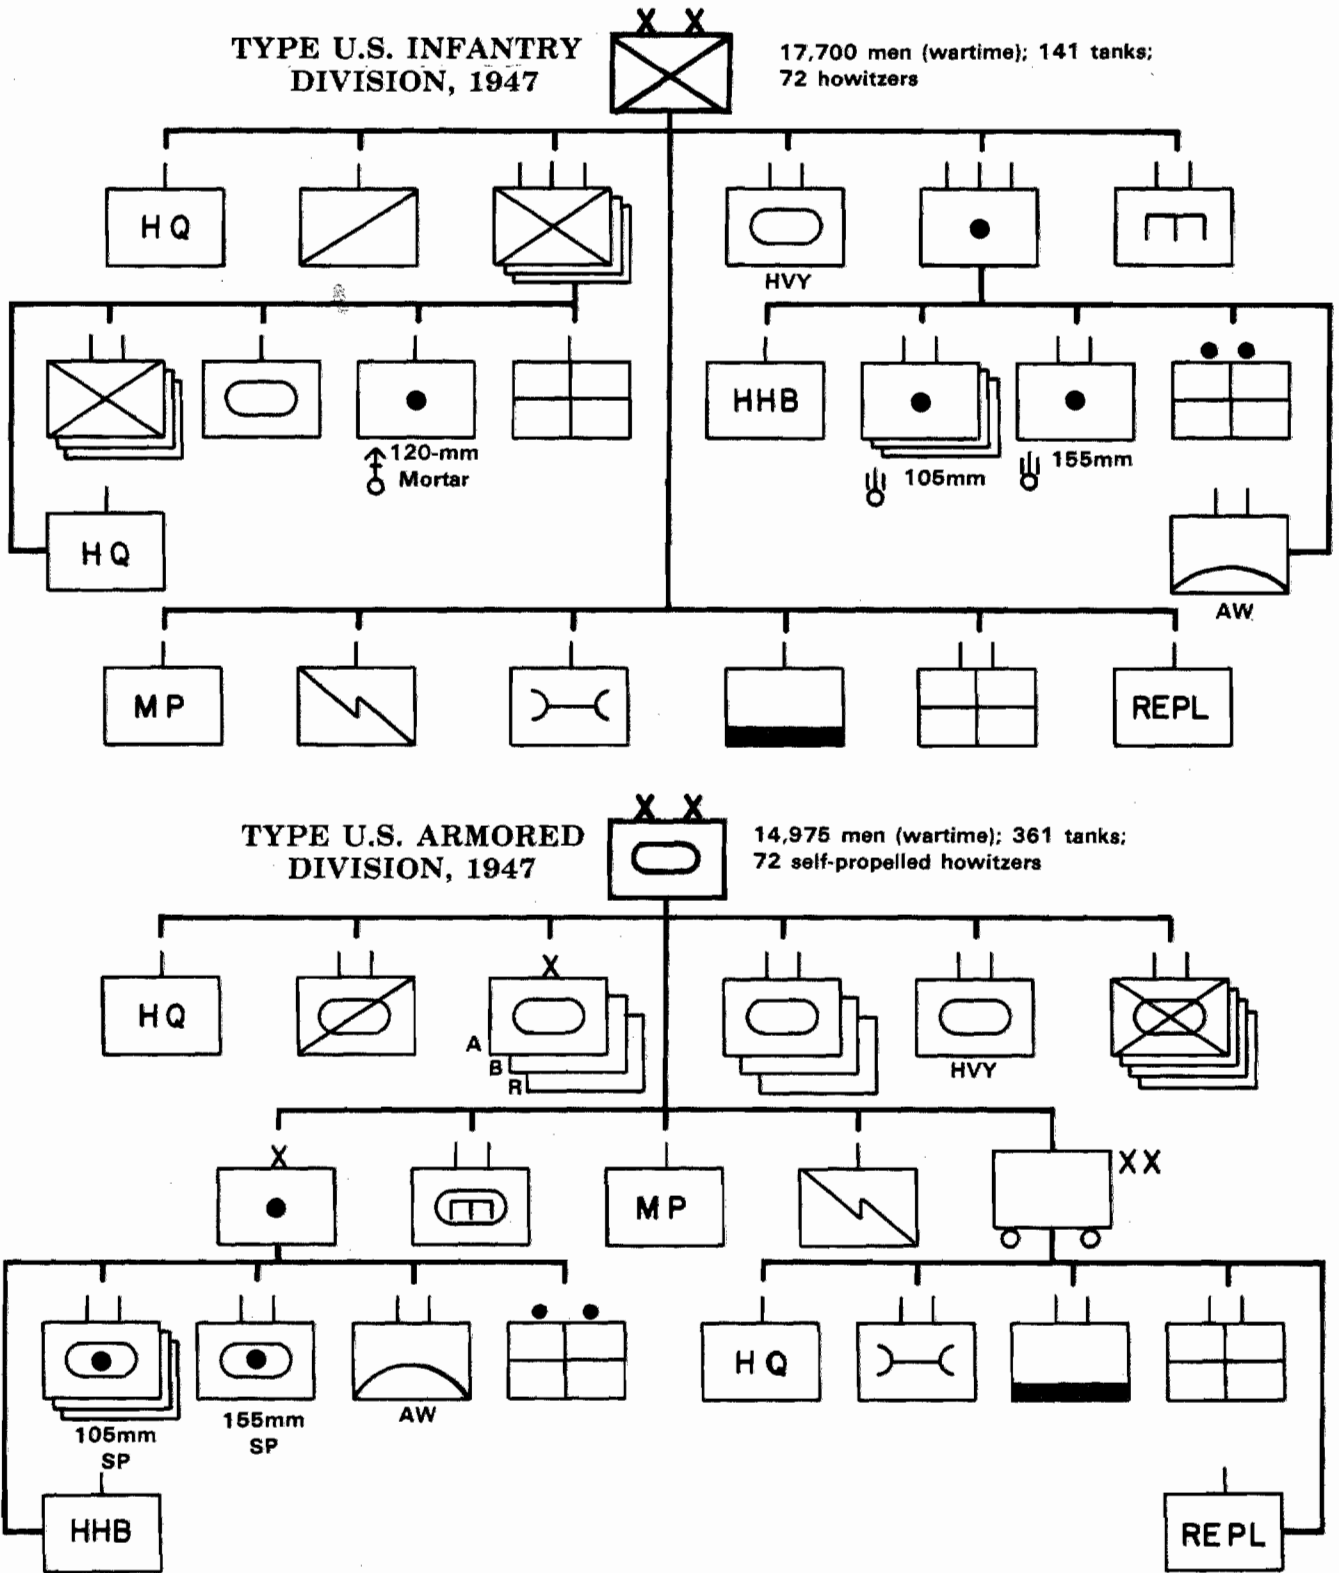 X X
TYPE U.S. INFANTRY
DIVISION, 1947
17,700 men (wartime); 141 tanks;
72 howitzers
HQ
HVY
HHB
120-mm
Mortar
105mm
155mm
HQ
AW
MP
REPL
X X
TYPE U.S. ARMORED
DIVISION, 1947
14,975 men (wartime); 361 tanks;
72 self-propelled howitzers
HQ
X
A
B
R
HVY
X
MP
XX
105mm
SP
155mm
SP
AW
HQ
HHB
REPL